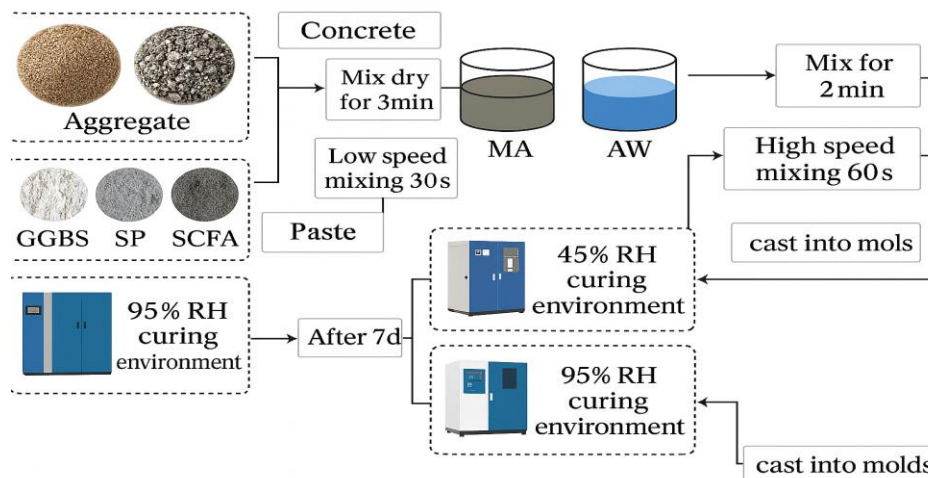 Concrete
Aggregate
Mix dry
for 3min
MA
AW
Mix for
2 min
Low speed
mixing 30s
High speed
mixing 60s
GGBS
SP
SCFA
Paste
cast into mols
95% RH
curing
environment
After 7d
45% RH
curing
environment
95% RH
curing
environment
cast into molds